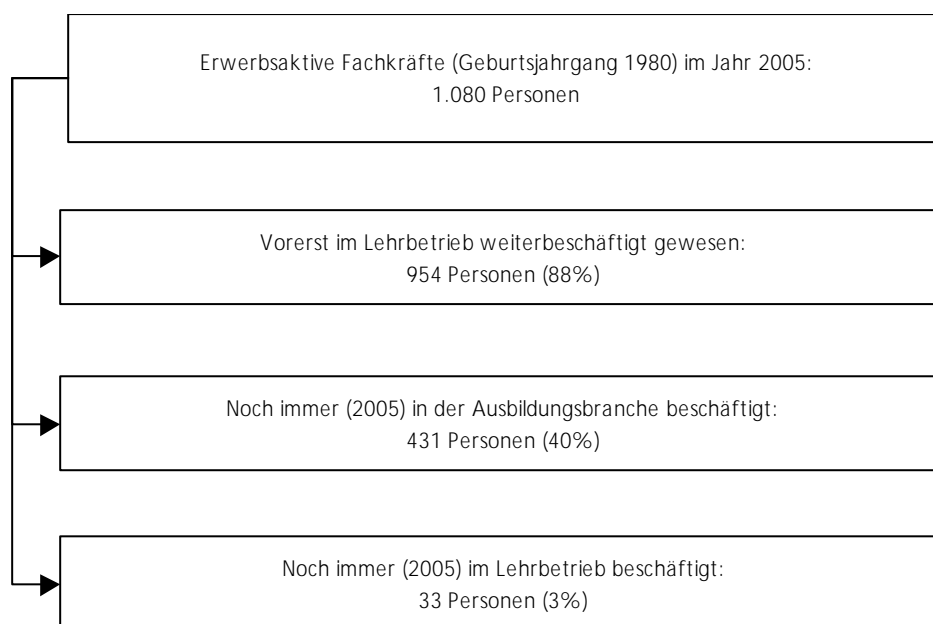 Erwerbsaktive Fachkräfte (Geburtsjahrgang 1980) im Jahr 2005:
1.080 Personen
Vorerst im Lehrbetrieb weiterbeschäftigt gewesen:
954 Personen (88%)
Noch immer (2005) in der Ausbildungsbranche beschäftigt:
431 Personen (40%)
Noch immer (2005) im Lehrbetrieb beschäftigt:
33 Personen (3%)